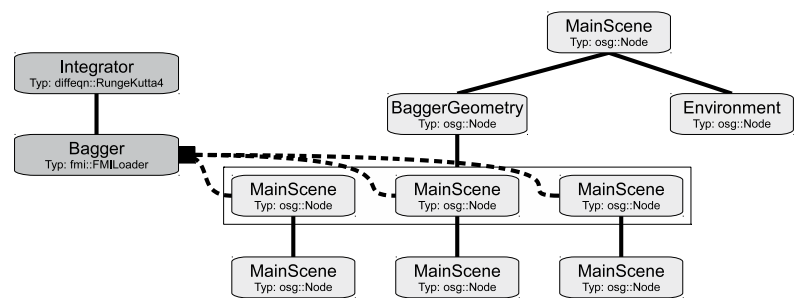 MainScene
Typ: osg::Node
Integrator
Typ: diffeqn::RungeKutta4
BaggerGeometry
Typ: osg::Node
Environment
Typ: osg::Node
Bagger
Typ: fmi::FMILoader
MainScene
Typ: osg::Node
MainScene
Typ: osg::Node
MainScene
Typ: osg::Node
MainScene
Typ: osg::Node
MainScene
Typ: osg::Node
MainScene
Typ: osg::Node